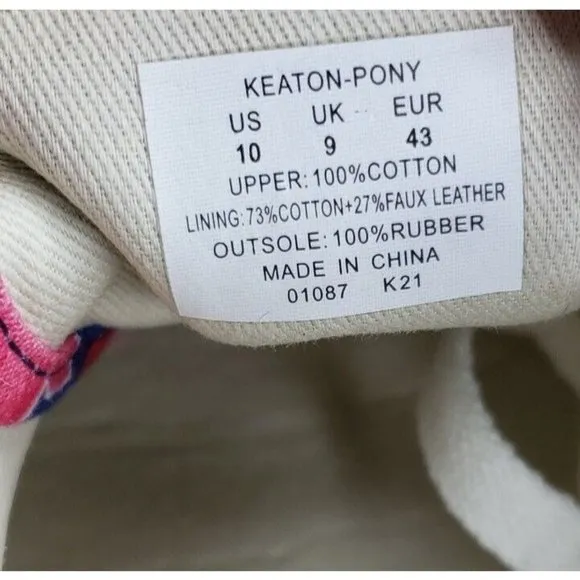 KEATON-PONY
US UK EUR
10 9 43
UPPER: 100%COTTON
LINING: 73%COTTON+27%FAUX LEATHER
OUTSOLE: 100%RUBBER
MADE IN CHINA
01087 K21